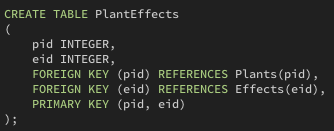 CREATE TABLE PlantEffects
(
    pid INTEGER,
    eid INTEGER,
    FOREIGN KEY (pid) REFERENCES Plants(pid),
    FOREIGN KEY (eid) REFERENCES Effects(eid),
    PRIMARY KEY (pid, eid)
);